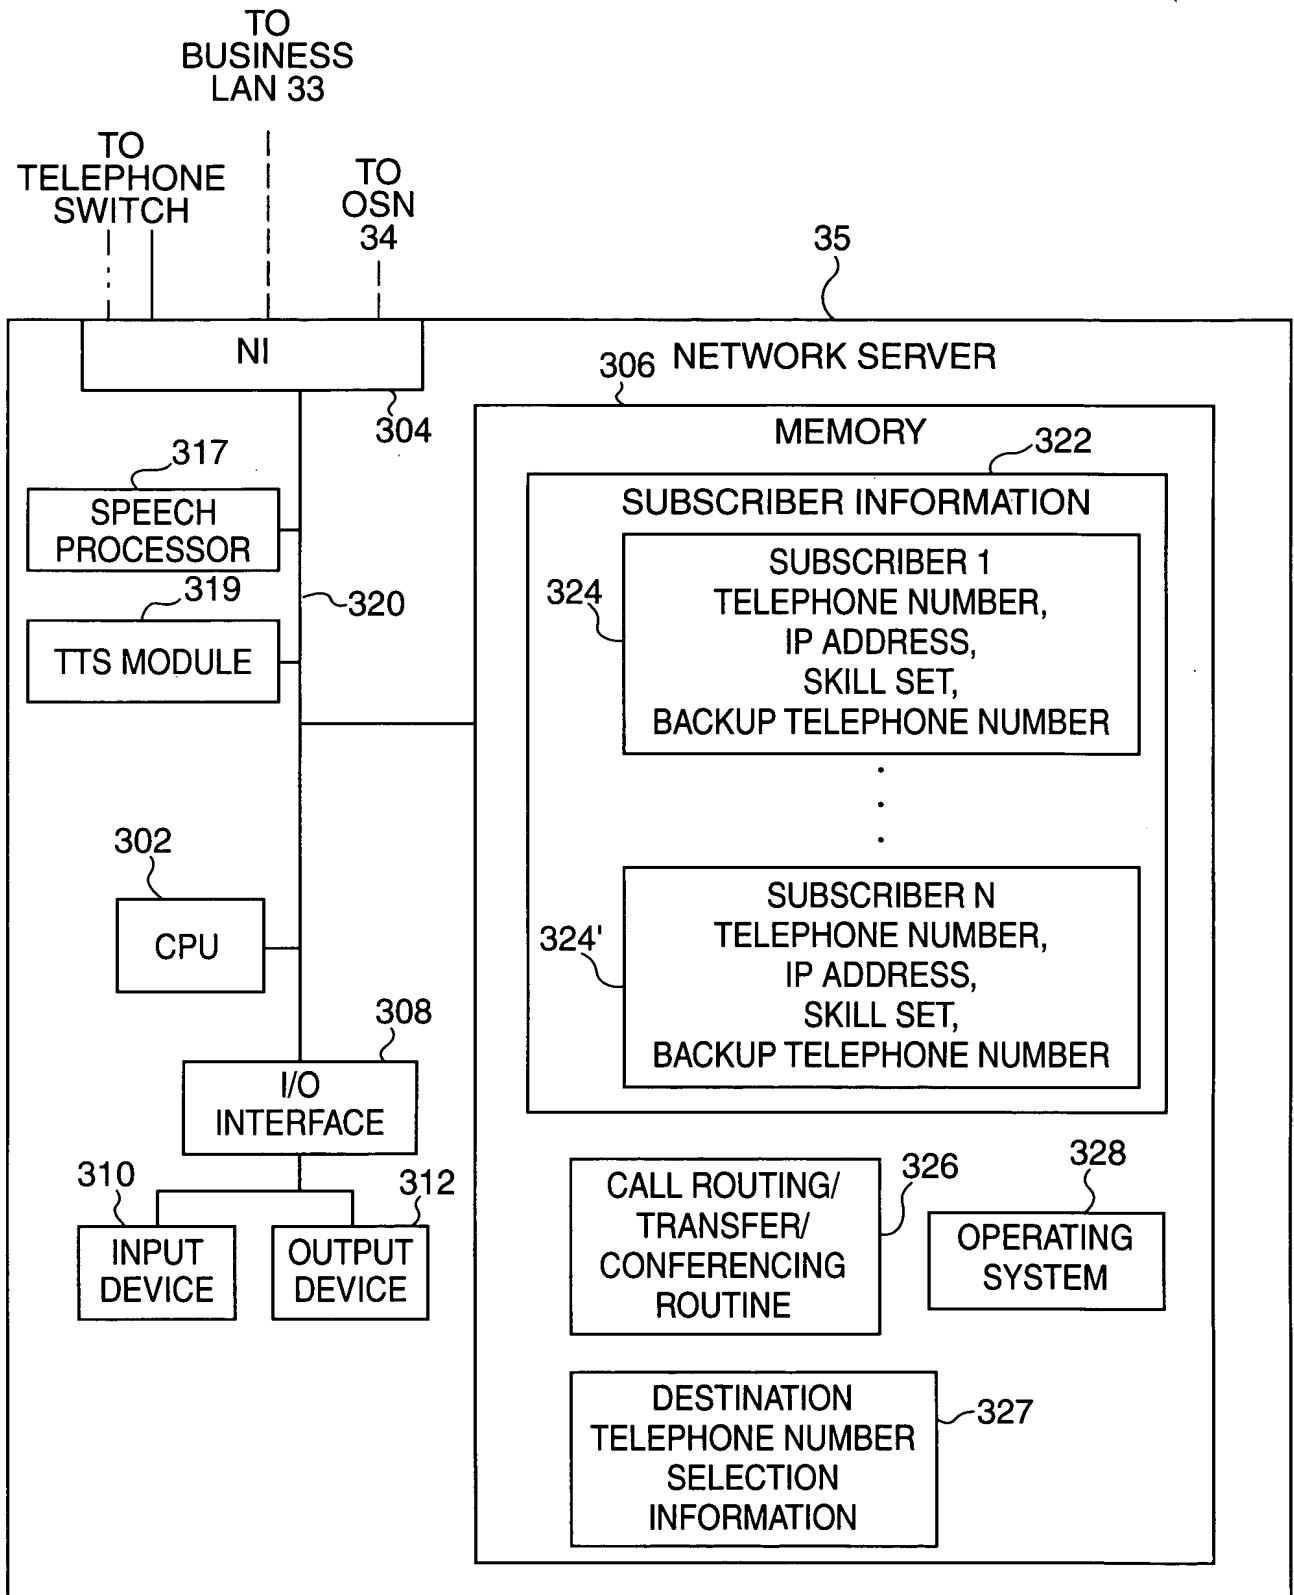 TO
BUSINESS
LAN 33
TO
TELEPHONE
SWITCH
TO
OSN
34
35
NI
304
NETWORK SERVER
306
MEMORY
317
SPEECH
PROCESSOR
319
TTS MODULE
320
322
SUBSCRIBER INFORMATION
324
SUBSCRIBER 1
TELEPHONE NUMBER,
IP ADDRESS,
SKILL SET,
BACKUP TELEPHONE NUMBER
302
CPU
324'
SUBSCRIBER N
TELEPHONE NUMBER,
IP ADDRESS,
SKILL SET,
BACKUP TELEPHONE NUMBER
308
I/O
INTERFACE
310
INPUT
DEVICE
312
OUTPUT
DEVICE
326
CALL ROUTING/
TRANSFER/
CONFERENCING
ROUTINE
328
OPERATING
SYSTEM
DESTINATION
TELEPHONE NUMBER
SELECTION
INFORMATION
327